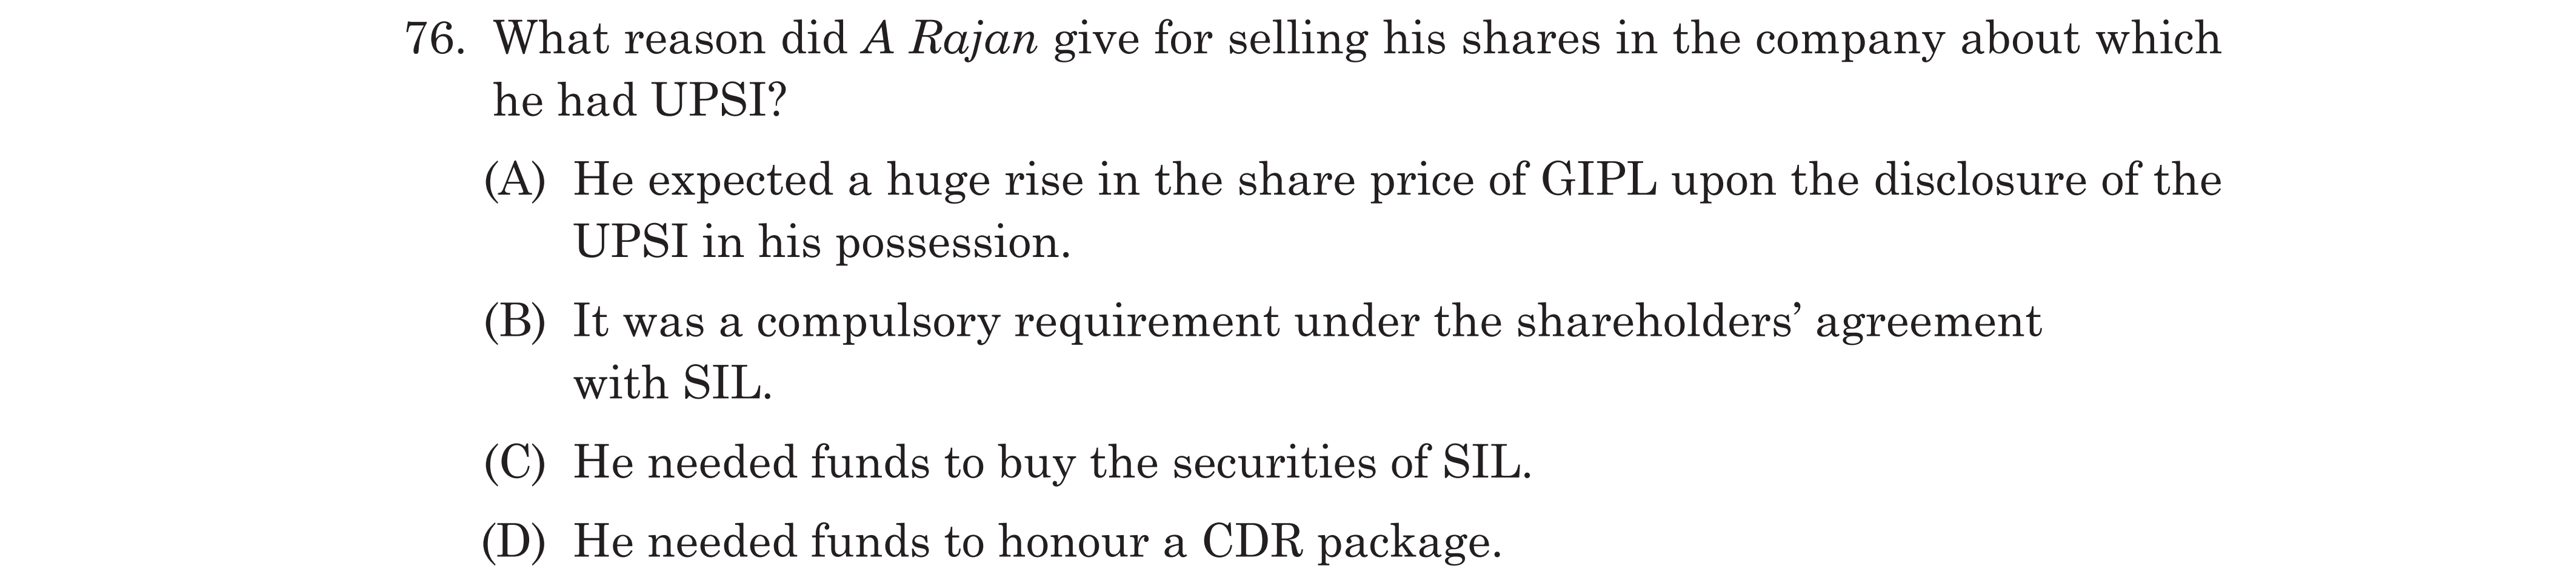 76. What reason did A Rajan give for selling his shares in the company about which
he had UPSI?
(A) He expected a huge rise in the share price of GIPL upon the disclosure of the
UPSI in his possession.
(B) It was a compulsory requirement under the shareholders’ agreement
with SIL.
(C) He needed funds to buy the securities of SIL.
(D) He needed funds to honour a CDR package.